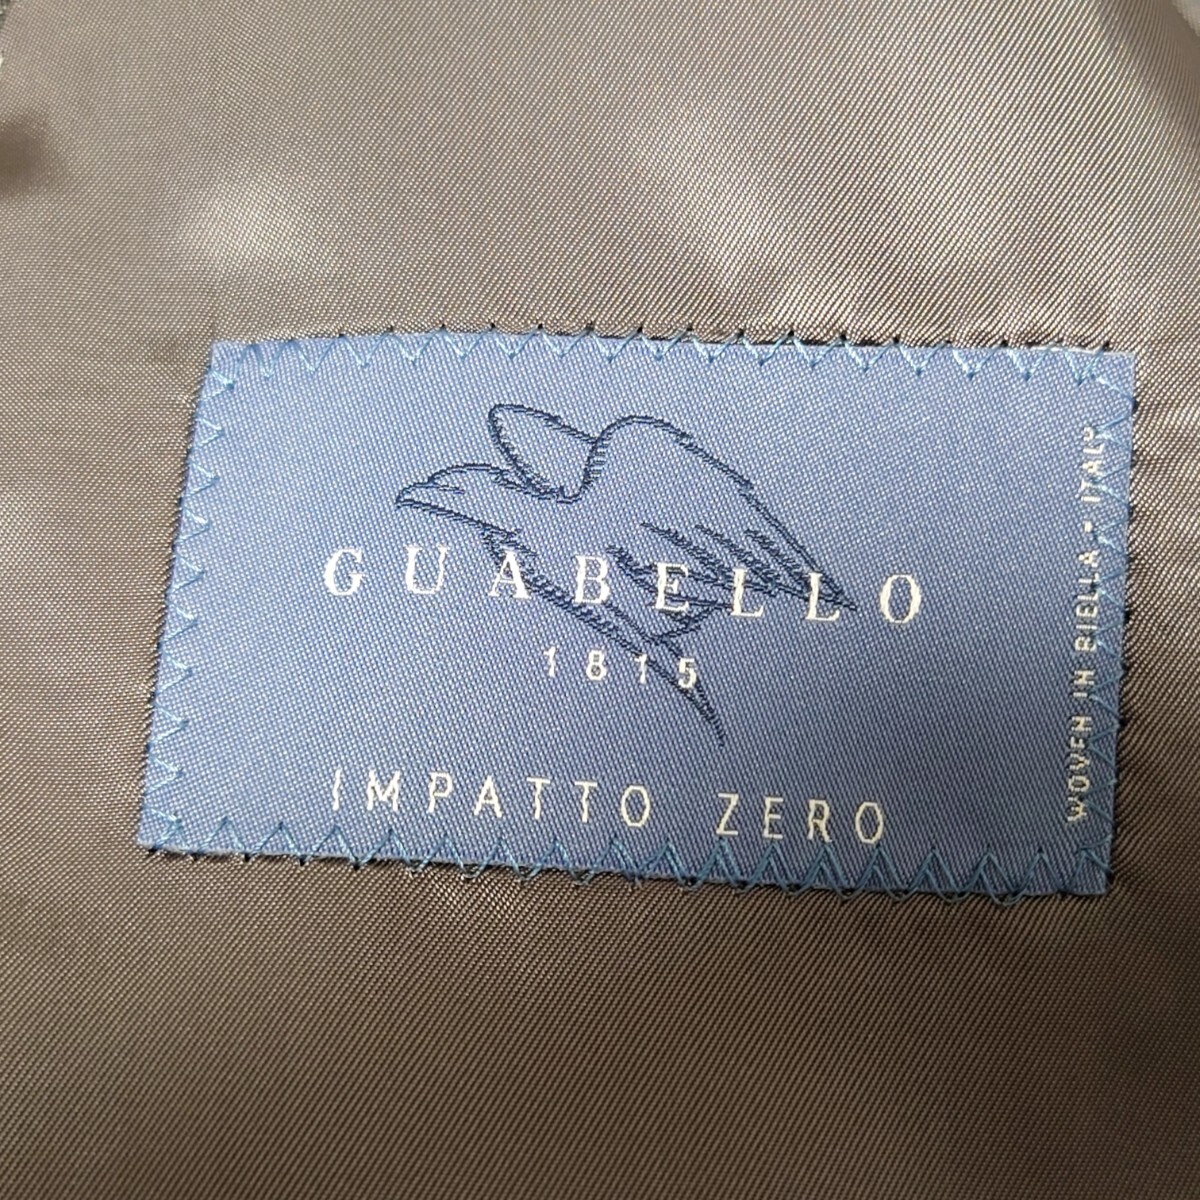 GUABELLO
1815
IMPATTO ZERO
WOVEN IN BIELLA - ITALY